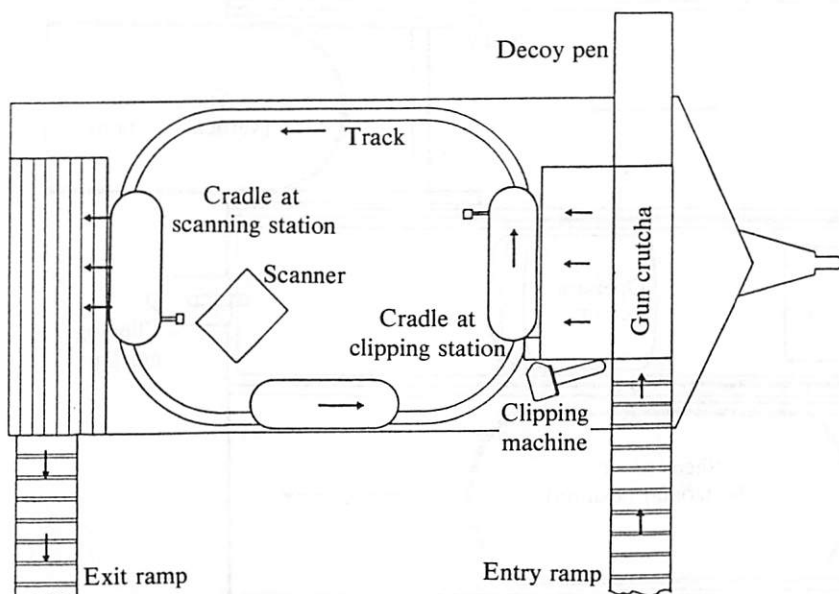 Decoy pen
Track
Cradle at
scanning station
Scanner
Gun crutcha
Cradle at
clipping station
Clipping
machine
Exit ramp
Entry ramp